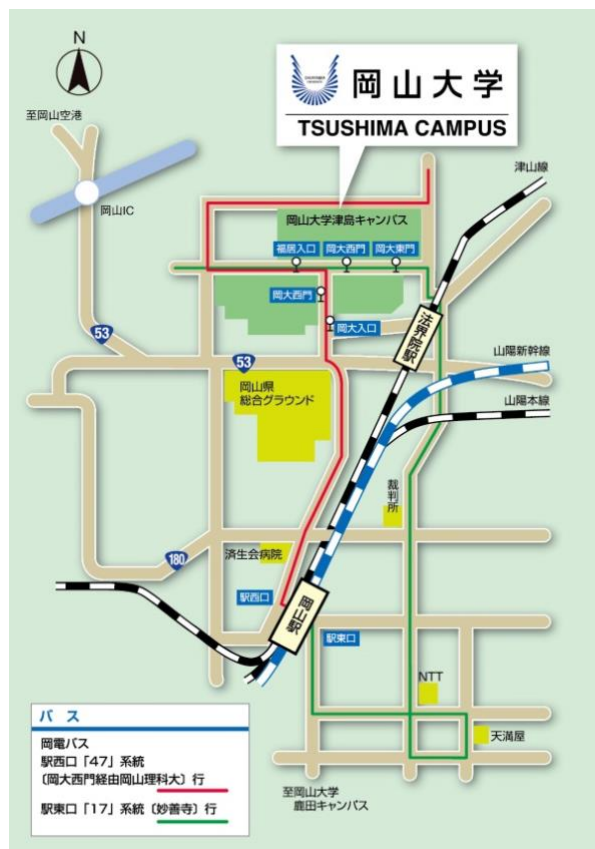 N
岡山大学
TSUSHIMA CAMPUS
至岡山空港
津山線
岡山IC
岡山大学津島キャンパス
福居入口
岡大西門
岡大東門
岡大西門
岡大入口
法界院駅
53
53
山陽新幹線
岡山県
総合グラウンド
山陽本線
裁判所
180
済生会病院
駅西口
岡山駅
駅東口
NTT
天満屋
至岡山大学
鹿田キャンパス
バス
岡電バス
駅西口「47」系統
〔岡大西門経由岡山理科大〕行
駅東口「17」系統〔妙善寺〕行